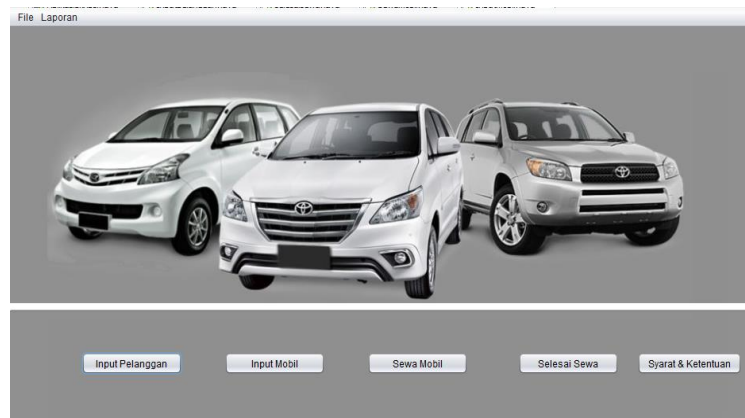 File Laporan
Input Pelanggan Input Mobil Sewa Mobil Selesai Sewa Syarat & Ketentuan